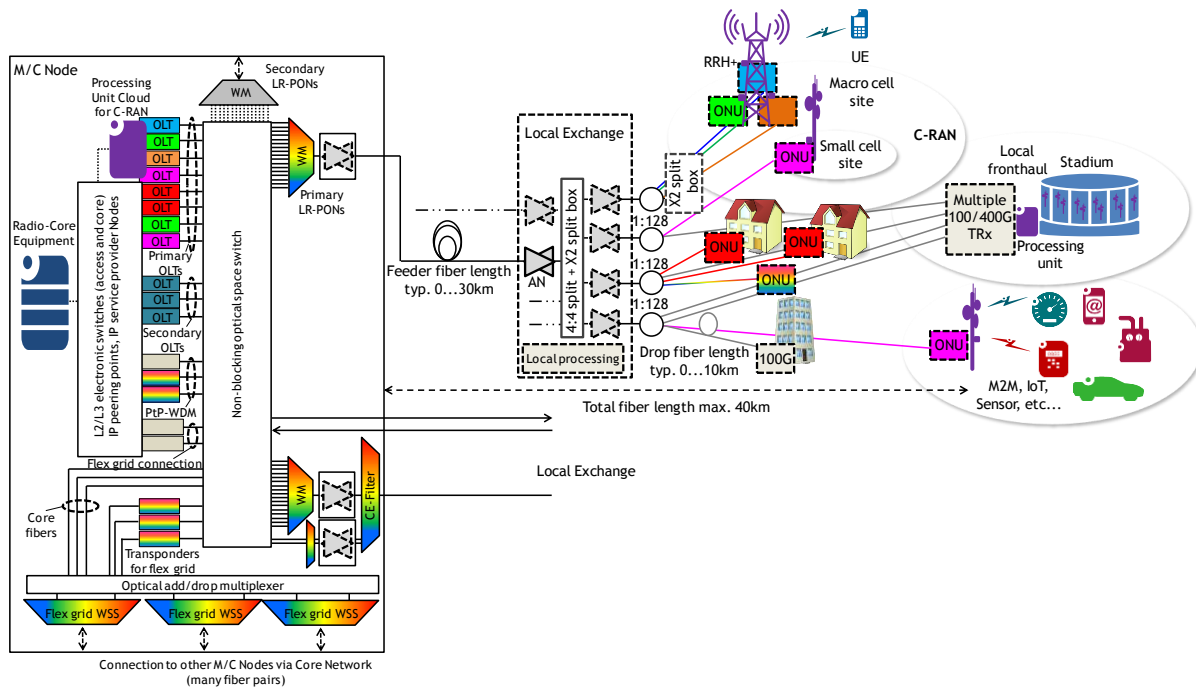 M/C Node
Processing
Unit Cloud
for C-RAN
Secondary
LR-PONs
WM
OLT
OLT
OLT
OLT
OLT
OLT
OLT
OLT
Primary
OLTs
Secondary
OLTs
PtP-WDM
Flex grid connection
Radio-Core
Equipment
L2/L3 electronic switches (access and core)
IP peering points, IP service provider Nodes
Non-blocking optical space switch
WM
Primary
LR-PONs
Feeder fiber length
typ. 0...30km
Local Exchange
AN
4:4 split + X2 split box
Local processing
1:128
1:128
1:128
X2 split
box
RRH+
UE
ONU
Macro cell
site
C-RAN
ONU
Small cell
site
ONU
ONU
ONU
100G
Drop fiber length
typ. 0...10km
Local
fronthaul
Stadium
Multiple
100/400G
TRx
Processing
unit
ONU
M2M, IoT,
Sensor, etc...
Total fiber length max. 40km
Local Exchange
WM
CE-Filter
Core
fibers
Transponders
for flex grid
Optical add/drop multiplexer
Flex grid WSS
Flex grid WSS
Flex grid WSS
Connection to other M/C Nodes via Core Network
(many fiber pairs)